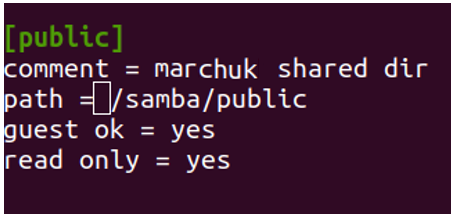 [public]
comment = marchuk shared dir
path = /samba/public
guest ok = yes
read only = yes